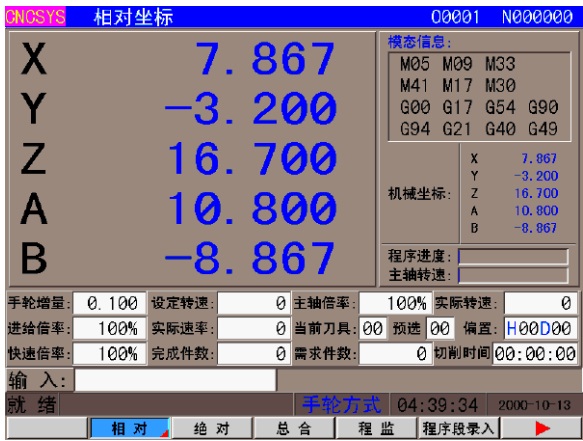 CNCSYS 相对坐标 O0001 N000000
X 7.867
Y -3.200
Z 16.700
A 10.800
B -8.867
模态信息:
M05 M09 M33
M41 M17 M30
G00 G17 G54 G90
G94 G21 G40 G49
机械坐标:
X 7.867
Y -3.200
Z 16.700
A 10.800
B -8.867
程序进度:
主轴转速:
手轮增量: 0.100 设定转速: 0 主轴倍率: 100% 实际转速: 0
进给倍率: 100% 实际速率: 0 当前刀具: 00 预选 00 偏置: H00D00
快速倍率: 100% 完成件数: 0 需求件数: 0 切削时间 00:00:00
输 入:
就 绪 手轮方式 04:39:34 2000-10-13
相 对 绝 对 总 合 程 监 程序段录入